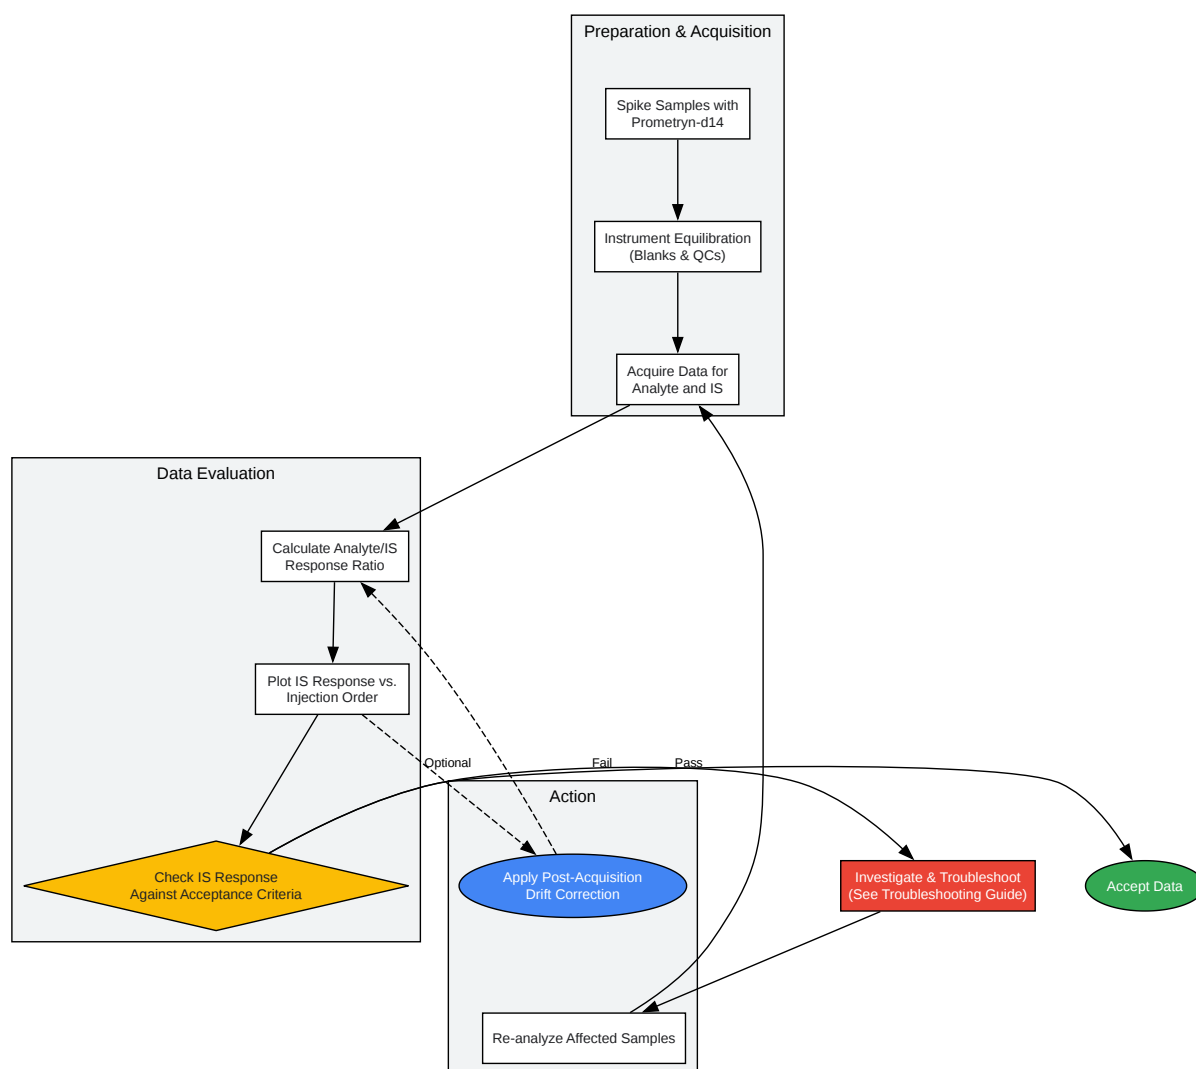 Preparation & Acquisition
Spike Samples with
Prometryn-d14
Instrument Equilibration
(Blanks & QCs)
Acquire Data for
Analyte and IS
Data Evaluation
Calculate Analyte/IS
Response Ratio
Plot IS Response vs.
Injection Order
Optional
Fail
Pass
Action
Check IS Response
Against Acceptance Criteria
Apply Post-Acquisition
Drift Correction
Investigate & Troubleshoot
(See Troubleshooting Guide)
Accept Data
Re-analyze Affected Samples